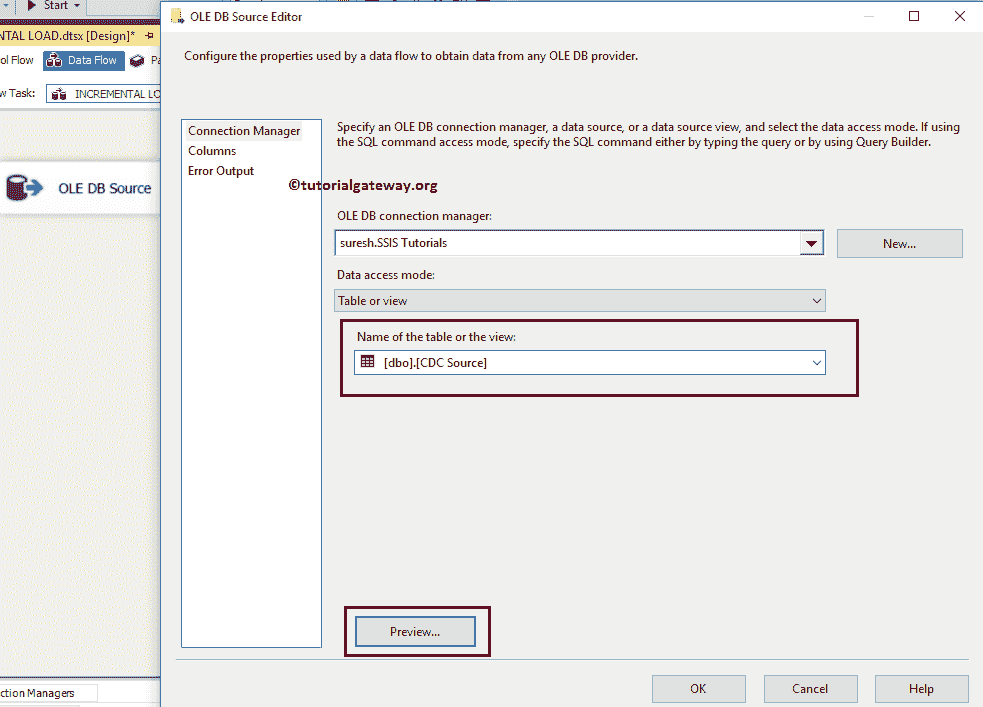 Start
OLE DB Source Editor
NTAL LOAD.dtsx [Design]*
Configure the properties used by a data flow to obtain data from any OLE DB provider.
ol Flow
Data Flow
Pa
w Task:
INCREMENTAL LO
Connection Manager
Columns
Error Output
Specify an OLE DB connection manager, a data source, or a data source view, and select the data access mode. If using
the SQL command access mode, specify the SQL command either by typing the query or by using Query Builder.
©tutorialgateway.org
OLE DB Source
OLE DB connection manager:
suresh.SSIS Tutorials
New...
Data access mode:
Table or view
Name of the table or the view:
[dbo].[CDC Source]
Preview...
OK
Cancel
Help
ction Managers